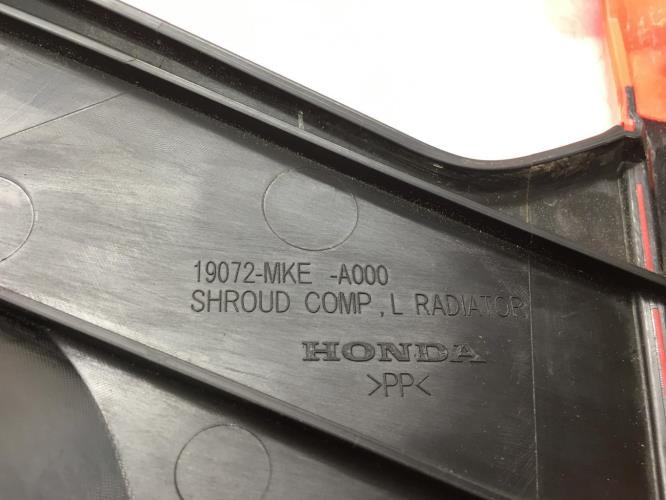 19072-MKE -A000
SHROUD COMP,L RADIATOR
HONDA
>PP<